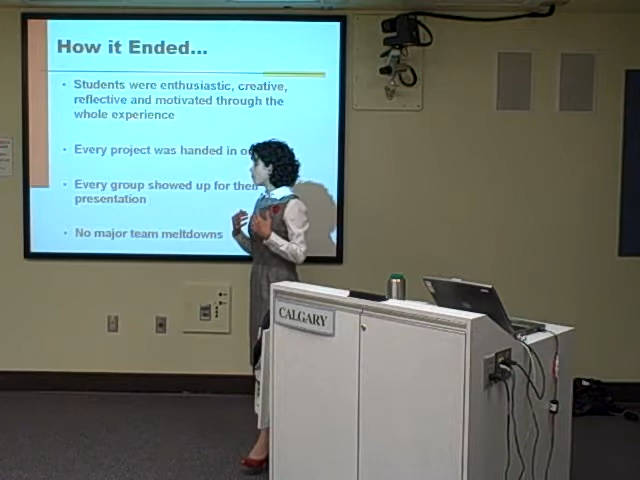 How it Ended...
• Students were enthusiastic, creative,
reflective and motivated through the
whole experience
• Every project was handed in
• Every group showed up for their
presentation
• No major team meltdowns
CALGARY